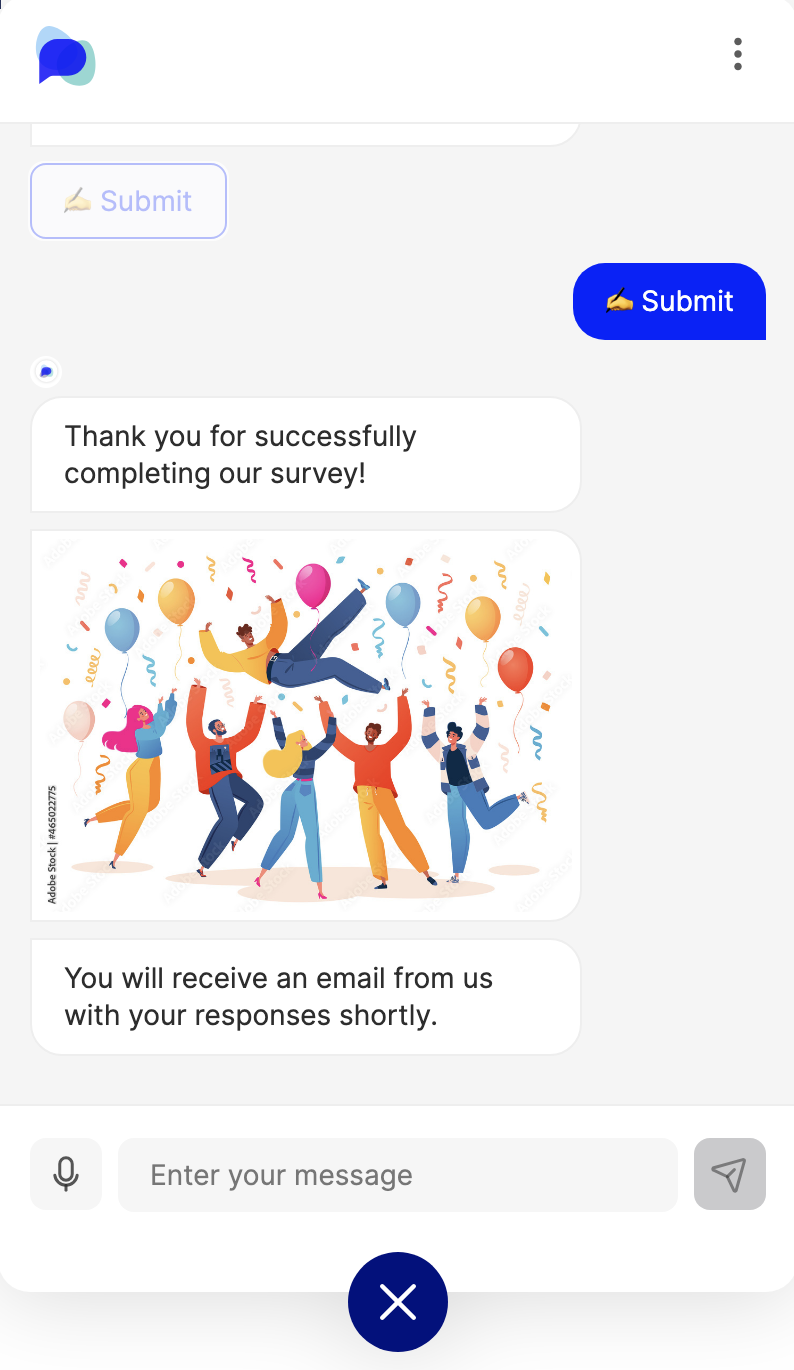 ✍️ Submit
✍️ Submit
Thank you for successfully
completing our survey!
Adobe Stock | #465022775
You will receive an email from us
with your responses shortly.
Enter your message